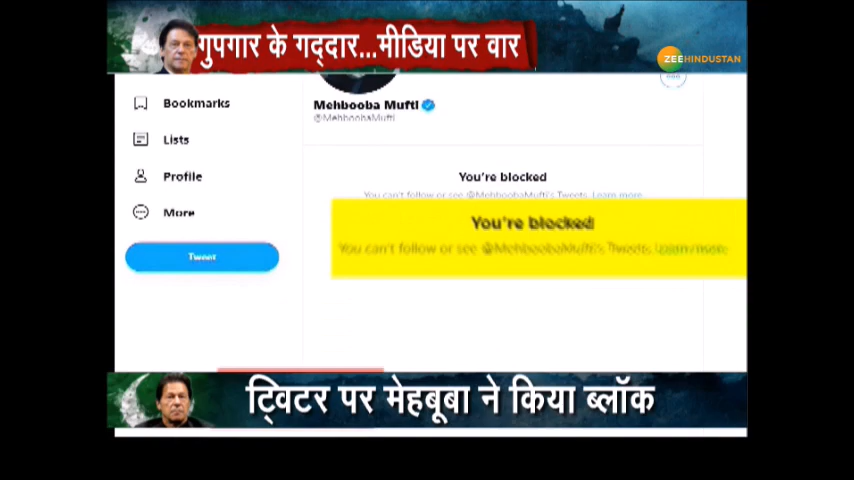 गुपगार के गद्दार...मीडिया पर वार
ZEE HINDUSTAN
Bookmarks
Mehbooba Mufti
@MehboobaMufti
Lists
Profile
You're blocked
You can't follow or see @MehboobaMufti's Tweets. Learn more
More
You're blocked
You can't follow or see @MehboobaMufti's Tweets. Learn more
Tweet
ट्विटर पर मेहबूबा ने किया ब्लॉक